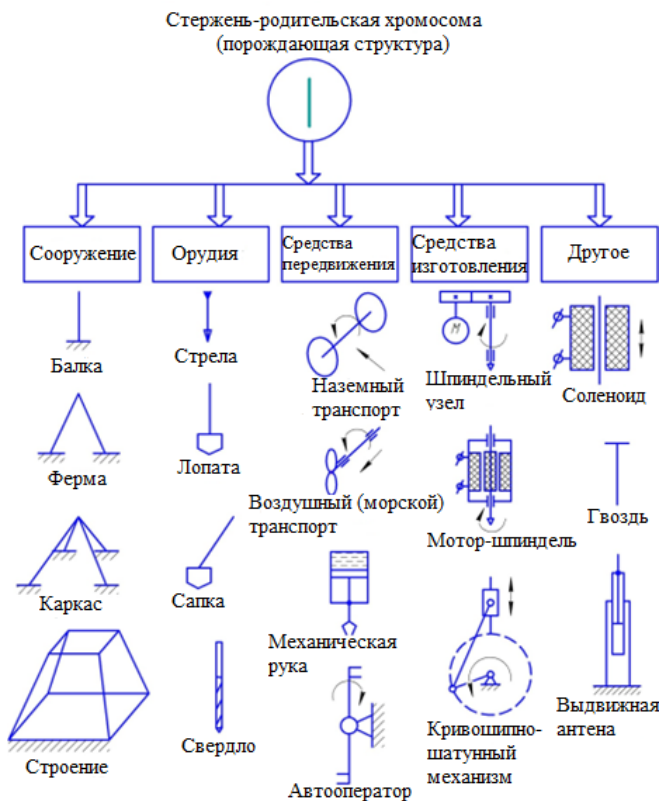 Стержень-родительская хромосома
(порождающая структура)
Сооружение
Орудия
Средства
передвижения
Средства
изготовления
Другое
Балка
Ферма
Каркас
Строение
Стрела
Лопата
Сапка
Свердло
Наземный
транспорт
Воздушный (морской)
транспорт
Механическая
рука
Автооператор
М
Шпиндельный
узел
Мотор-шпиндель
Кривошипно-
шатунный
механизм
Соленоид
Гвоздь
Выдвижная
антена